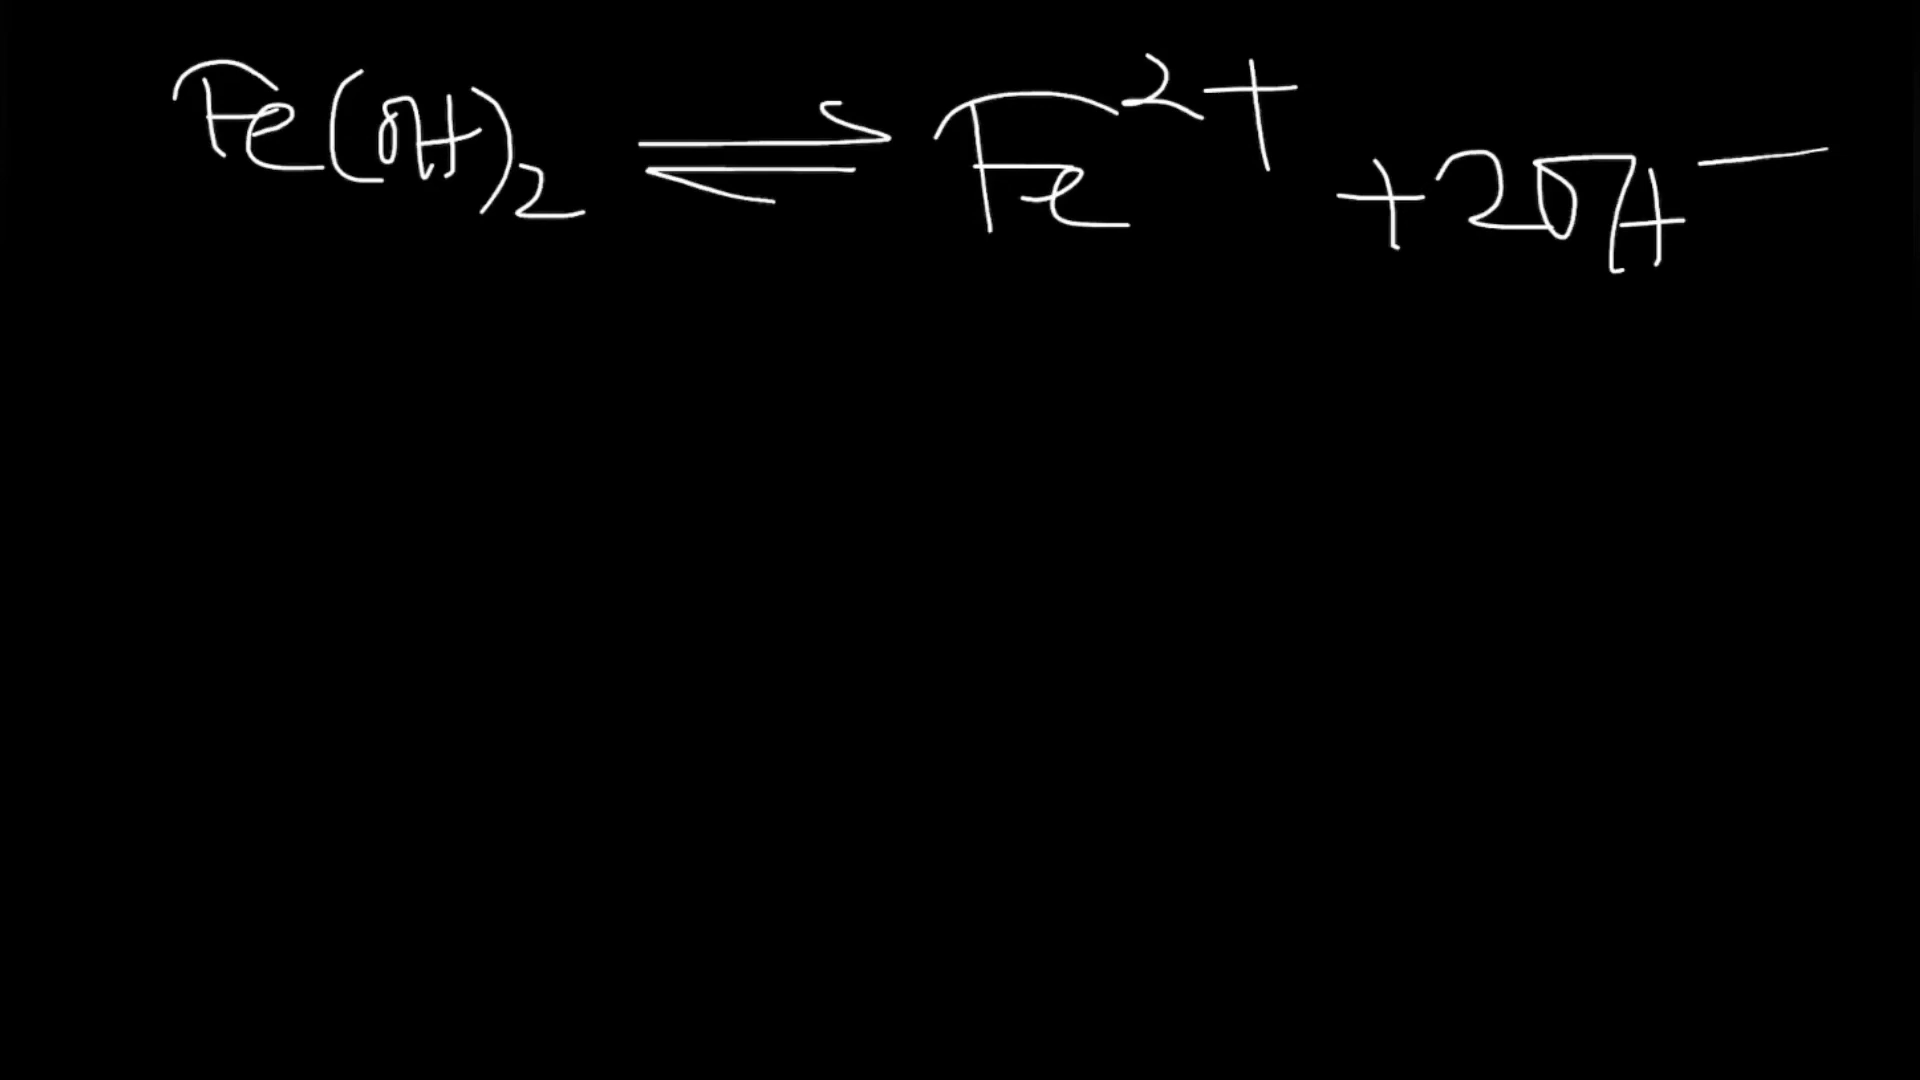 Fe(OH)₂ ⇌ Fe²⁺ + 2OH⁻